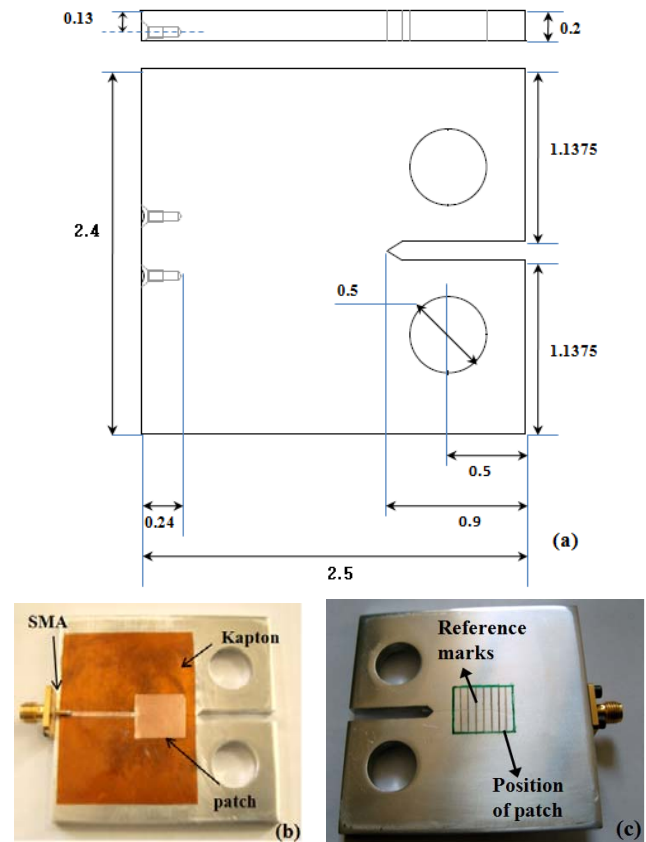 0.13
0.2
1.1375
2.4
0.5
1.1375
0.5
0.24
0.9
(a)
2.5
SMA
Kapton
patch
(b)
Reference
marks
Position
of patch
(c)